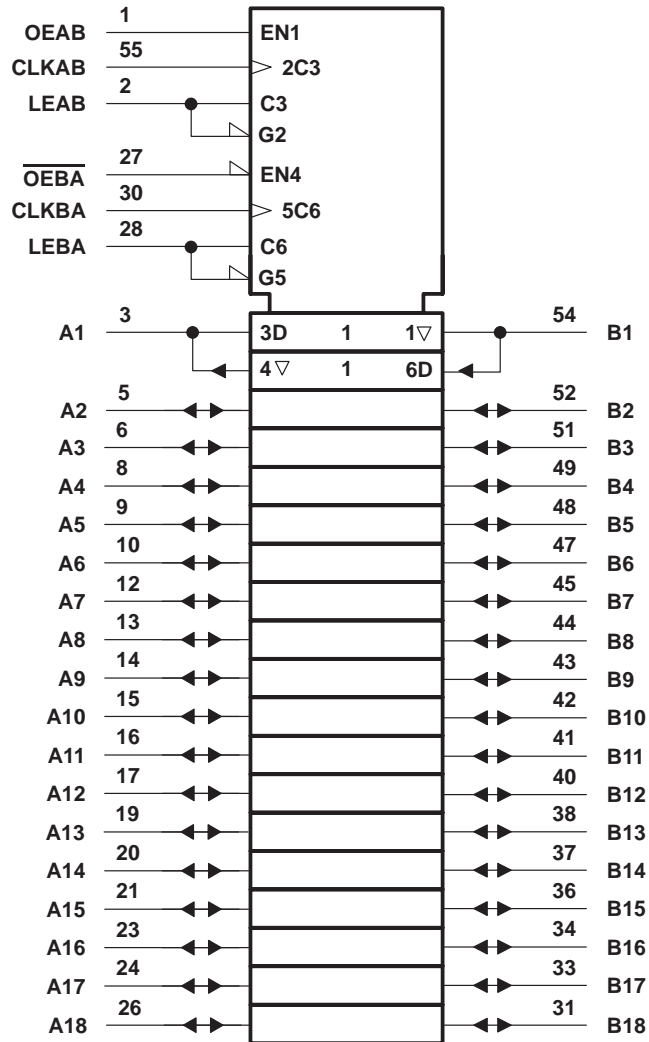 1
OEAB EN1
55
CLKAB 2C3
2
LEAB C3
G2
27
OEBA EN4
30
CLKBA 5C6
28
LEBA C6
G5
3 54
A1 3D 1 1▽ B1
4▽ 1 6D
5 52
A2 B2
6 51
A3 B3
8 49
A4 B4
9 48
A5 B5
10 47
A6 B6
12 45
A7 B7
13 44
A8 B8
14 43
A9 B9
15 42
A10 B10
16 41
A11 B11
17 40
A12 B12
19 38
A13 B13
20 37
A14 B14
21 36
A15 B15
23 34
A16 B16
24 33
A17 B17
26 31
A18 B18